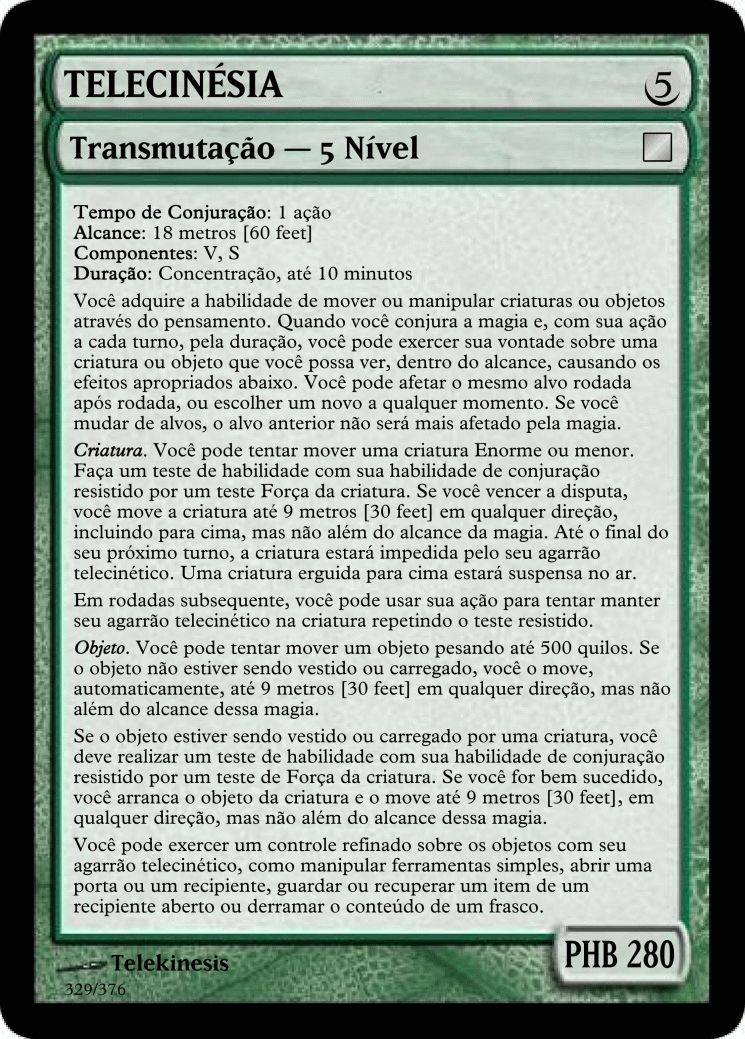 TELECINÉSIA
5
Transmutação — 5 Nível
Tempo de Conjuração: 1 ação
Alcance: 18 metros [60 feet]
Componentes: V, S
Duração: Concentração, até 10 minutos
Você adquire a habilidade de mover ou manipular criaturas ou objetos
através do pensamento. Quando você conjura a magia e, com sua ação
a cada turno, pela duração, você pode exercer sua vontade sobre uma
criatura ou objeto que você possa ver, dentro do alcance, causando os
efeitos apropriados abaixo. Você pode afetar o mesmo alvo rodada
após rodada, ou escolher um novo a qualquer momento. Se você
mudar de alvos, o alvo anterior não será mais afetado pela magia.
Criatura. Você pode tentar mover uma criatura Enorme ou menor.
Faça um teste de habilidade com sua habilidade de conjuração
resistido por um teste Força da criatura. Se você vencer a disputa,
você move a criatura até 9 metros [30 feet] em qualquer direção,
incluindo para cima, mas não além do alcance da magia. Até o final do
seu próximo turno, a criatura estará impedida pelo seu agarrão
telecinético. Uma criatura erguida para cima estará suspensa no ar.
Em rodadas subsequente, você pode usar sua ação para tentar manter
seu agarrão telecinético na criatura repetindo o teste resistido.
Objeto. Você pode tentar mover um objeto pesando até 500 quilos. Se
o objeto não estiver sendo vestido ou carregado, você o move,
automaticamente, até 9 metros [30 feet] em qualquer direção, mas não
além do alcance dessa magia.
Se o objeto estiver sendo vestido ou carregado por uma criatura, você
deve realizar um teste de habilidade com sua habilidade de conjuração
resistido por um teste de Força da criatura. Se você for bem sucedido,
você arranca o objeto da criatura e o move até 9 metros [30 feet], em
qualquer direção, mas não além do alcance dessa magia.
Você pode exercer um controle refinado sobre os objetos com seu
agarrão telecinético, como manipular ferramentas simples, abrir uma
porta ou um recipiente, guardar ou recuperar um item de um
recipiente aberto ou derramar o conteúdo de um frasco.
PHB 280
Telekinesis
329/376